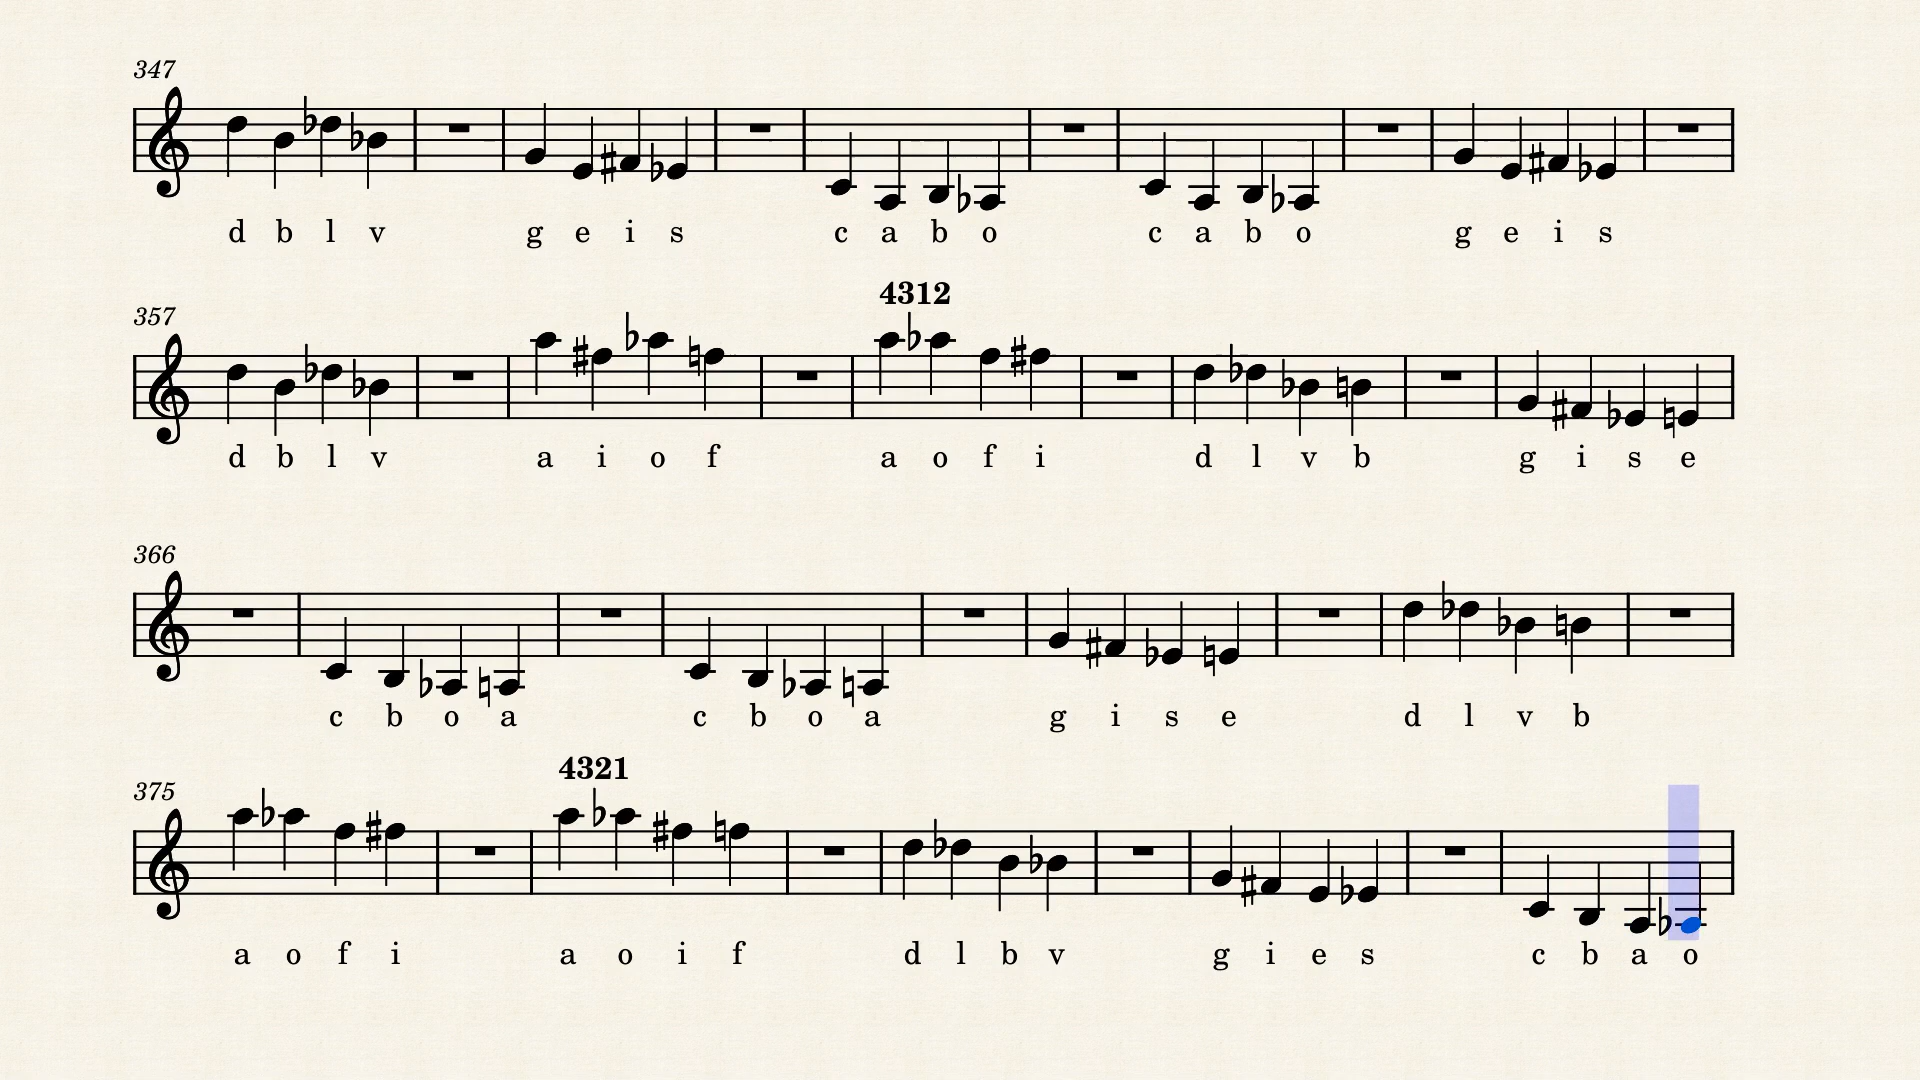 347
d b l v g e i s c a b o c a b o g e i s
4312
357
d b l v a i o f a o f i d l v b g i s e
366
c b o a c b o a g i s e d l v b
4321
375
a o f i a o i f d l b v g i e s c b a o